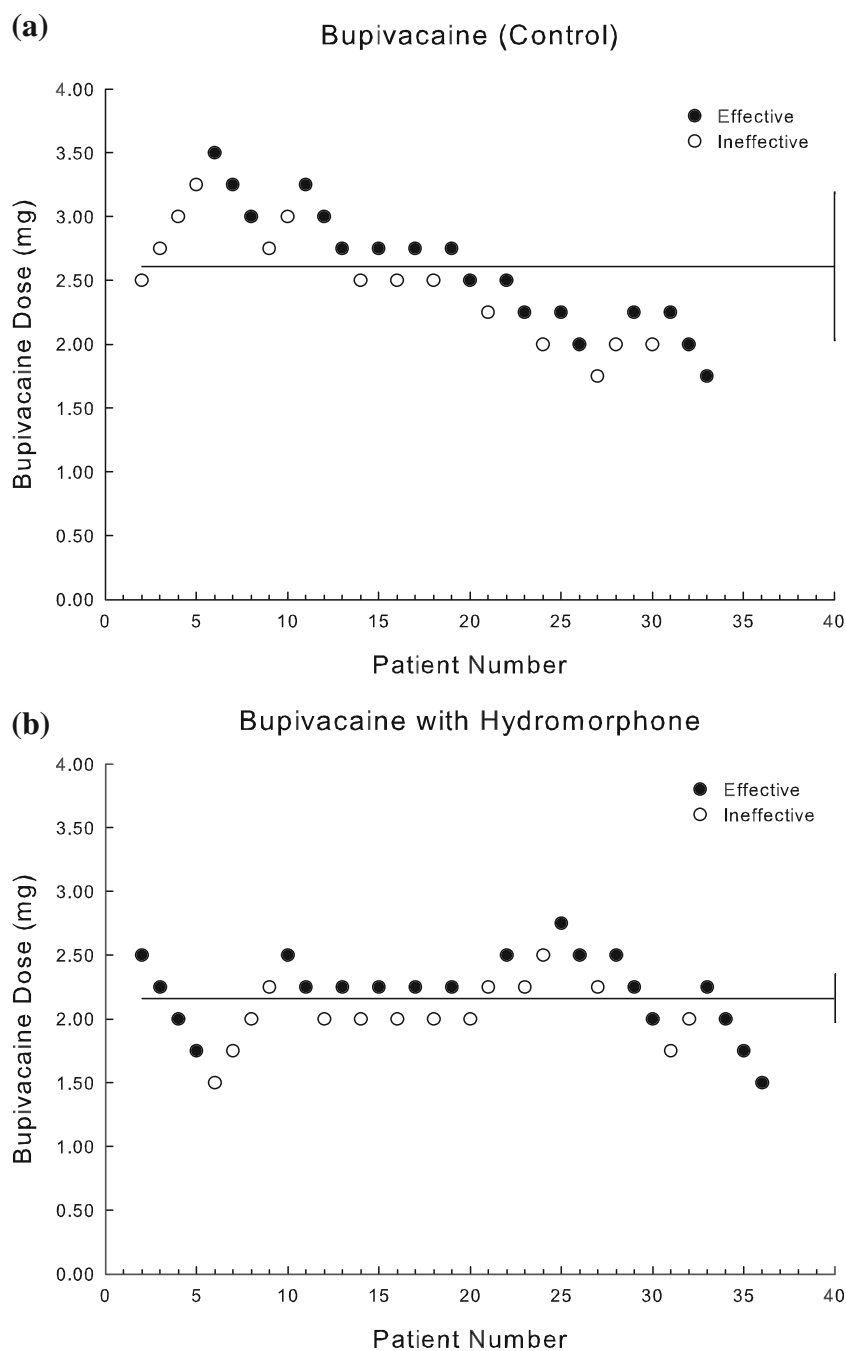 (a)
Bupivacaine (Control)
4.00
3.50
3.00
2.50
2.00
1.50
1.00
0.50
0.00
Bupivacaine Dose (mg)
Effective
Ineffective
0 5 10 15 20 25 30 35 40
Patient Number
(b)
Bupivacaine with Hydromorphone
4.00
3.50
3.00
2.50
2.00
1.50
1.00
0.50
0.00
Bupivacaine Dose (mg)
Effective
Ineffective
0 5 10 15 20 25 30 35 40
Patient Number